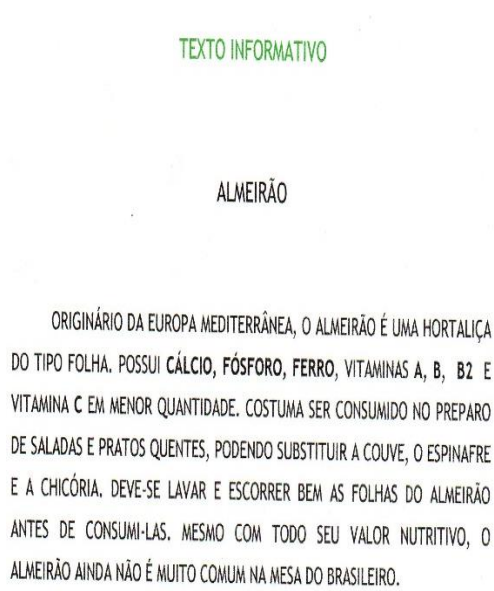 TEXTO INFORMATIVO
ALMEIRÃO
ORIGINÁRIO DA EUROPA MEDITERRÂNEA, O ALMEIRÃO É UMA HORTALIÇA
DO TIPO FOLHA. POSSUI CÁLCIO, FÓSFORO, FERRO, VITAMINAS A, B, B2 E
VITAMINA C EM MENOR QUANTIDADE. COSTUMA SER CONSUMIDO NO PREPARO
DE SALADAS E PRATOS QUENTES, PODENDO SUBSTITUIR A COUVE, O ESPINAFRE
E A CHICÓRIA. DEVE-SE LAVAR E ESCORRER BEM AS FOLHAS DO ALMEIRÃO
ANTES DE CONSUMI-LAS. MESMO COM TODO SEU VALOR NUTRITIVO, O
ALMEIRÃO AINDA NÃO É MUITO COMUM NA MESA DO BRASILEIRO.